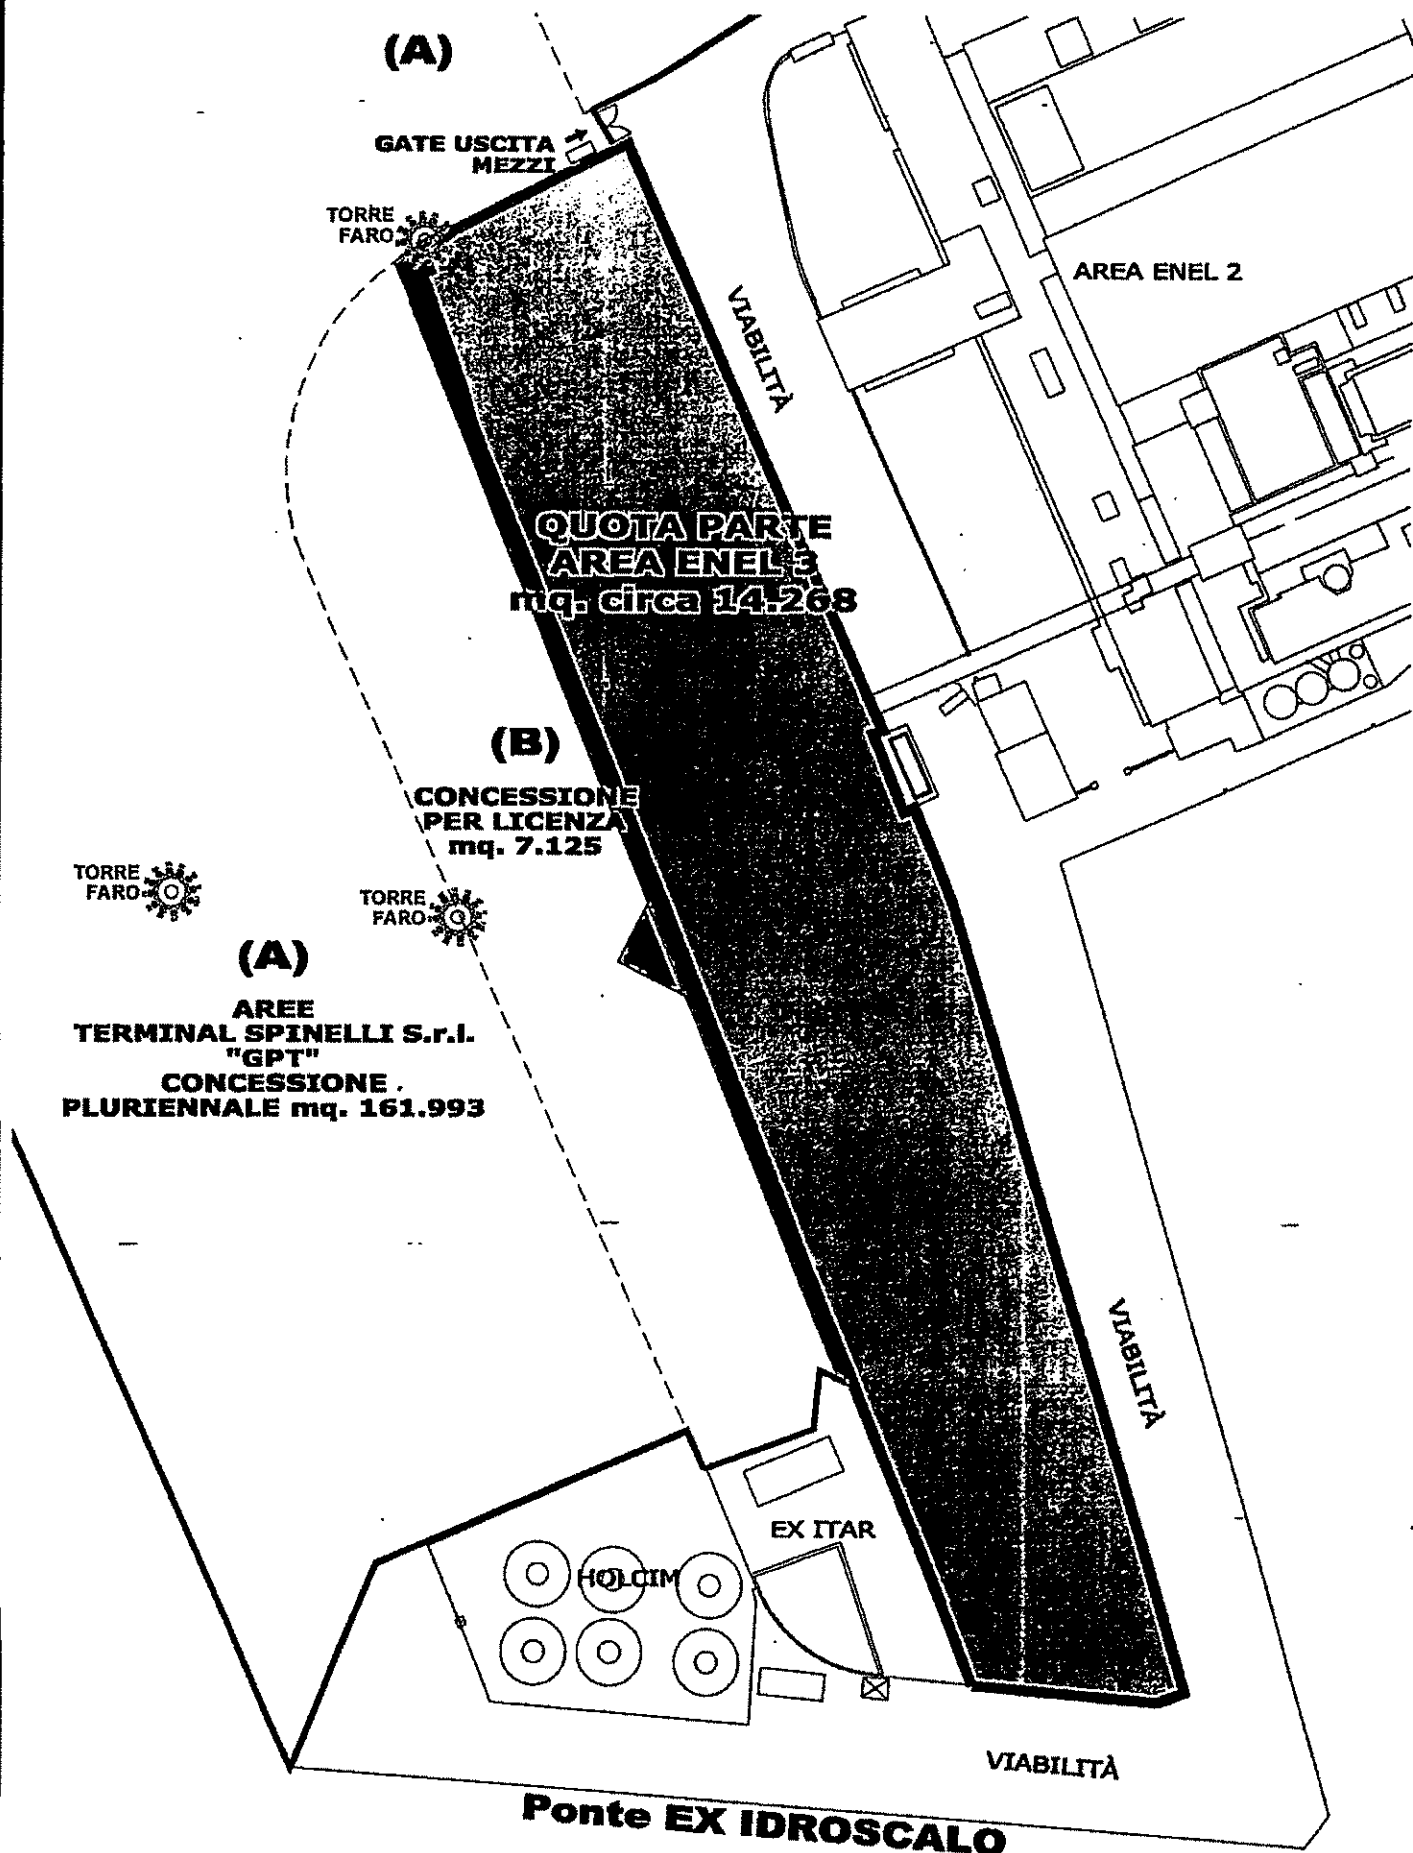 (A)
GATE USCITA
MEZZI
TORRE
FARO
AREA ENEL 2
VIABILITÀ
QUOTA PARTE
AREA ENEL 3
mq. circa 14.268
(B)
CONCESSIONE
PER LICENZA
mq. 7.125
TORRE
FARO
TORRE
FARO
(A)
AREE
TERMINAL SPINELLI S.r.l.
"GPT"
CONCESSIONE
PLURIENNALE mq. 161.993
VIABILITÀ
EX ITAR
HOLCIM
VIABILITÀ
Ponte EX IDROSCALO